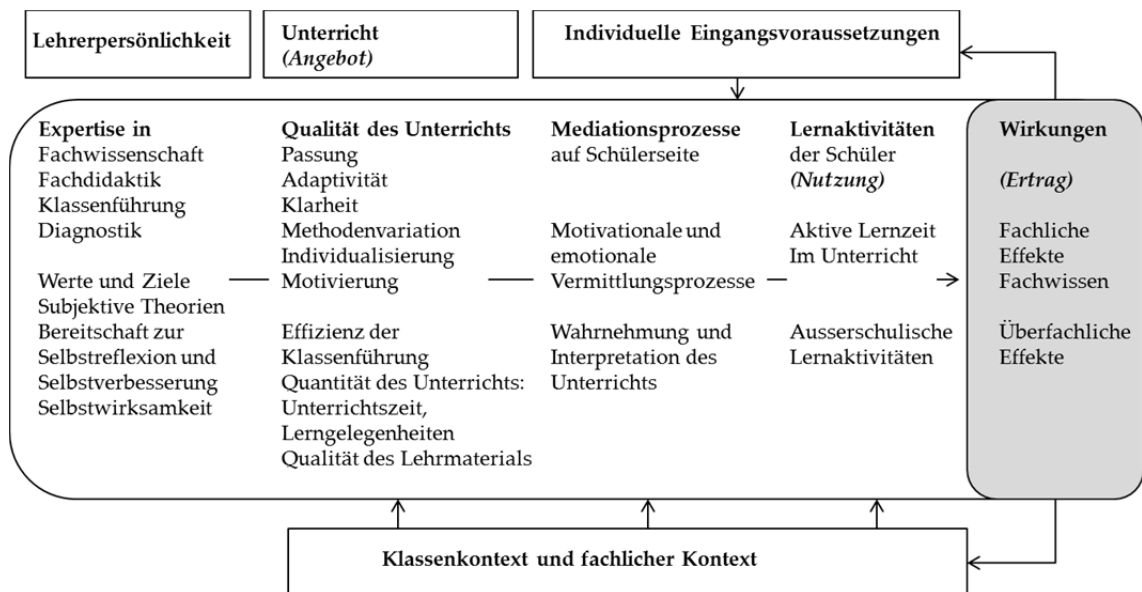 Lehrerpersönlichkeit
Unterricht
(Angebot)
Individuelle Eingangsvoraussetzungen
Expertise in
Fachwissenschaft
Fachdidaktik
Klassenführung
Diagnostik
Werte und Ziele
Subjektive Theorien
Bereitschaft zur
Selbstreflexion und
Selbstverbesserung
Selbstwirksamkeit
Qualität des Unterrichts
Passung
Adaptivität
Klarheit
Methodenvariation
Individualisierung
Motivierung
Effizienz der
Klassenführung
Quantität des Unterrichts:
Unterrichtszeit,
Lerngelegenheiten
Qualität des Lehrmaterials
Mediationsprozesse
auf Schülerseite
Motivationale und
emotionale
Vermittlungsprozesse
Wahrnehmung und
Interpretation des
Unterrichts
Lernaktivitäten
der Schüler
(Nutzung)
Aktive Lernzeit
Im Unterricht
Ausserschulische
Lernaktivitäten
Wirkungen
(Ertrag)
Fachliche
Effekte
Fachwissen
Überfachliche
Effekte
Klassenkontext und fachlicher Kontext